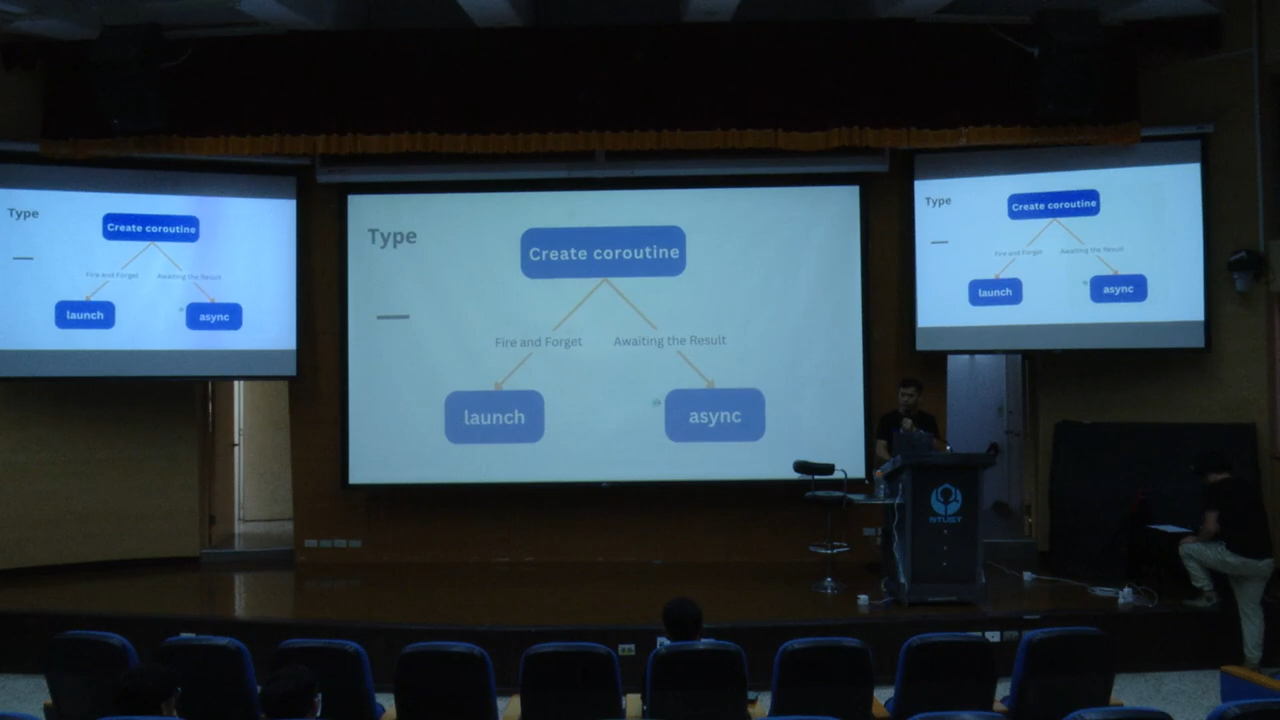 Type
Create coroutine
Fire and Forget
Awaiting the Result
launch
async
Type
Create coroutine
Fire and Forget
Awaiting the Result
launch
async
Type
Create coroutine
Fire and Forget
Awaiting the Result
launch
async
NTUST